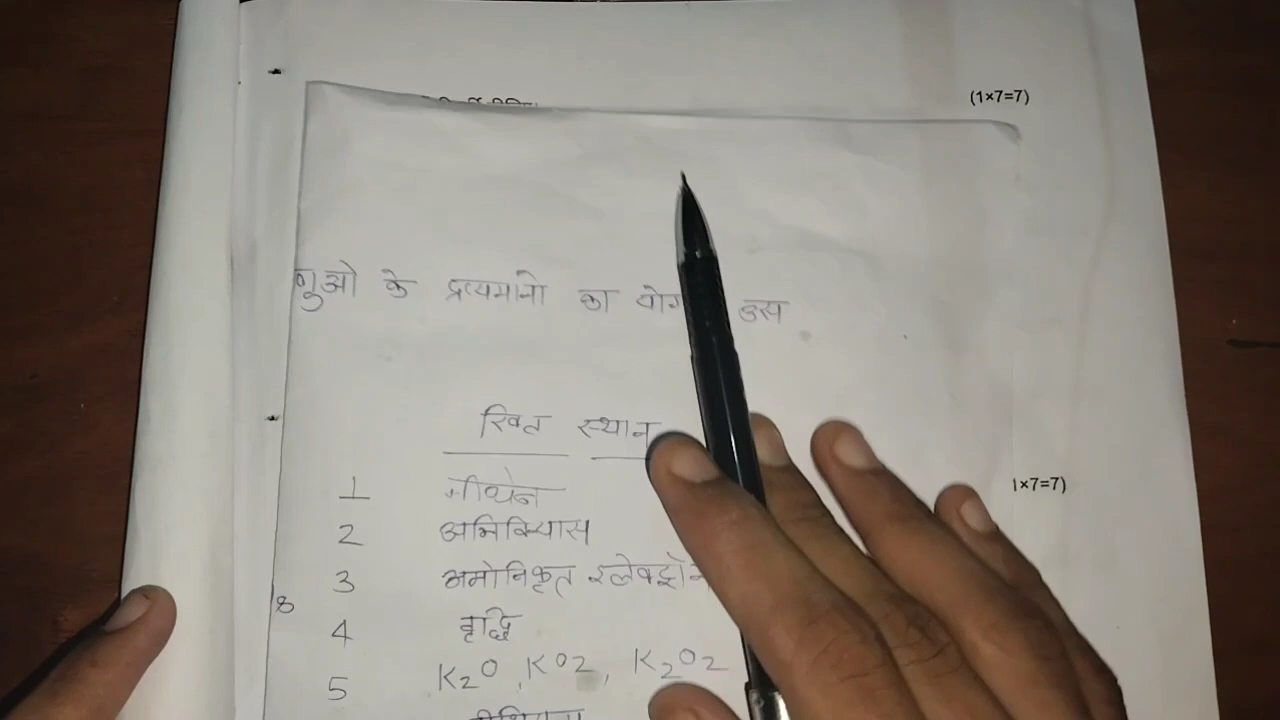 (1×7=7)
णुओ के द्रव्यमानो का योग उस
रिक्त स्थान
1 मीथेन
1×7=7)
2 अभिविन्यास
3 अमोनिकृत इलेक्ट्रॉन
8
4 वृद्धि
5 K₂O, KO₂, K₂O₂